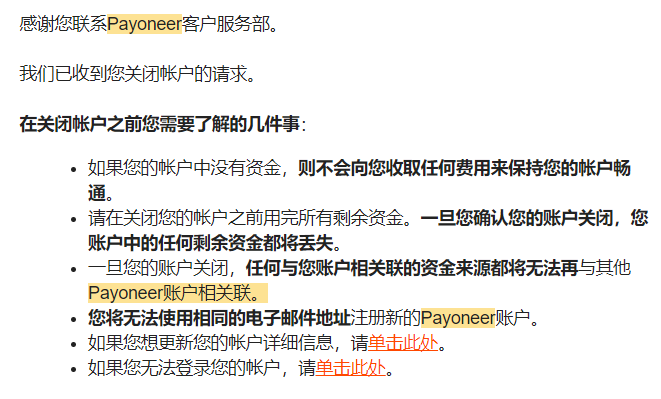 感谢您联系Payoneer客户服务部。
我们已收到您关闭帐户的请求。
在关闭帐户之前您需要了解的几件事：
• 如果您的帐户中没有资金，则不会向您收取任何费用来保持您的帐户畅
通。
• 请在关闭您的帐户之前用完所有剩余资金。一旦您确认您的账户关闭，您
账户中的任何剩余资金都将丢失。
• 一旦您的账户关闭，任何与您账户相关联的资金来源都将无法再与其他
Payoneer账户相关联。
• 您将无法使用相同的电子邮件地址注册新的Payoneer账户。
• 如果您想更新您的帐户详细信息，请单击此处。
• 如果您无法登录您的帐户，请单击此处。